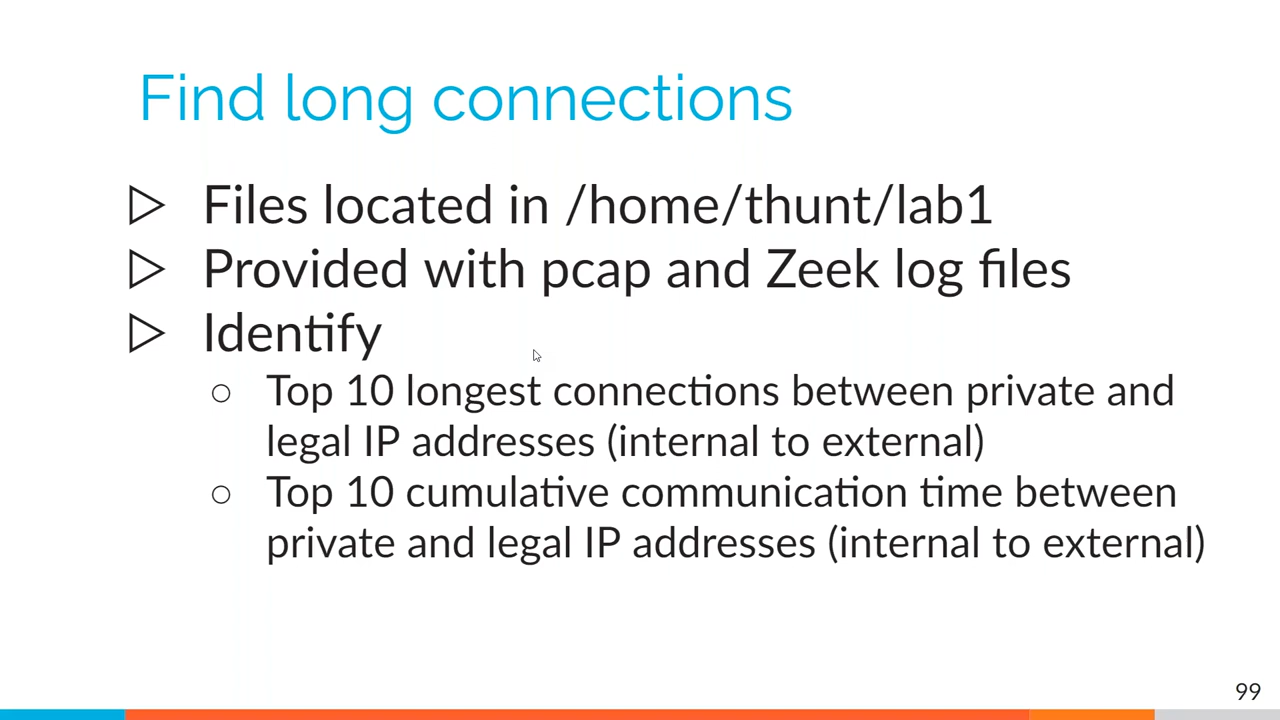 Find long connections
▷ Files located in /home/thunt/lab1
▷ Provided with pcap and Zeek log files
▷ Identify
○ Top 10 longest connections between private and
legal IP addresses (internal to external)
○ Top 10 cumulative communication time between
private and legal IP addresses (internal to external)
99